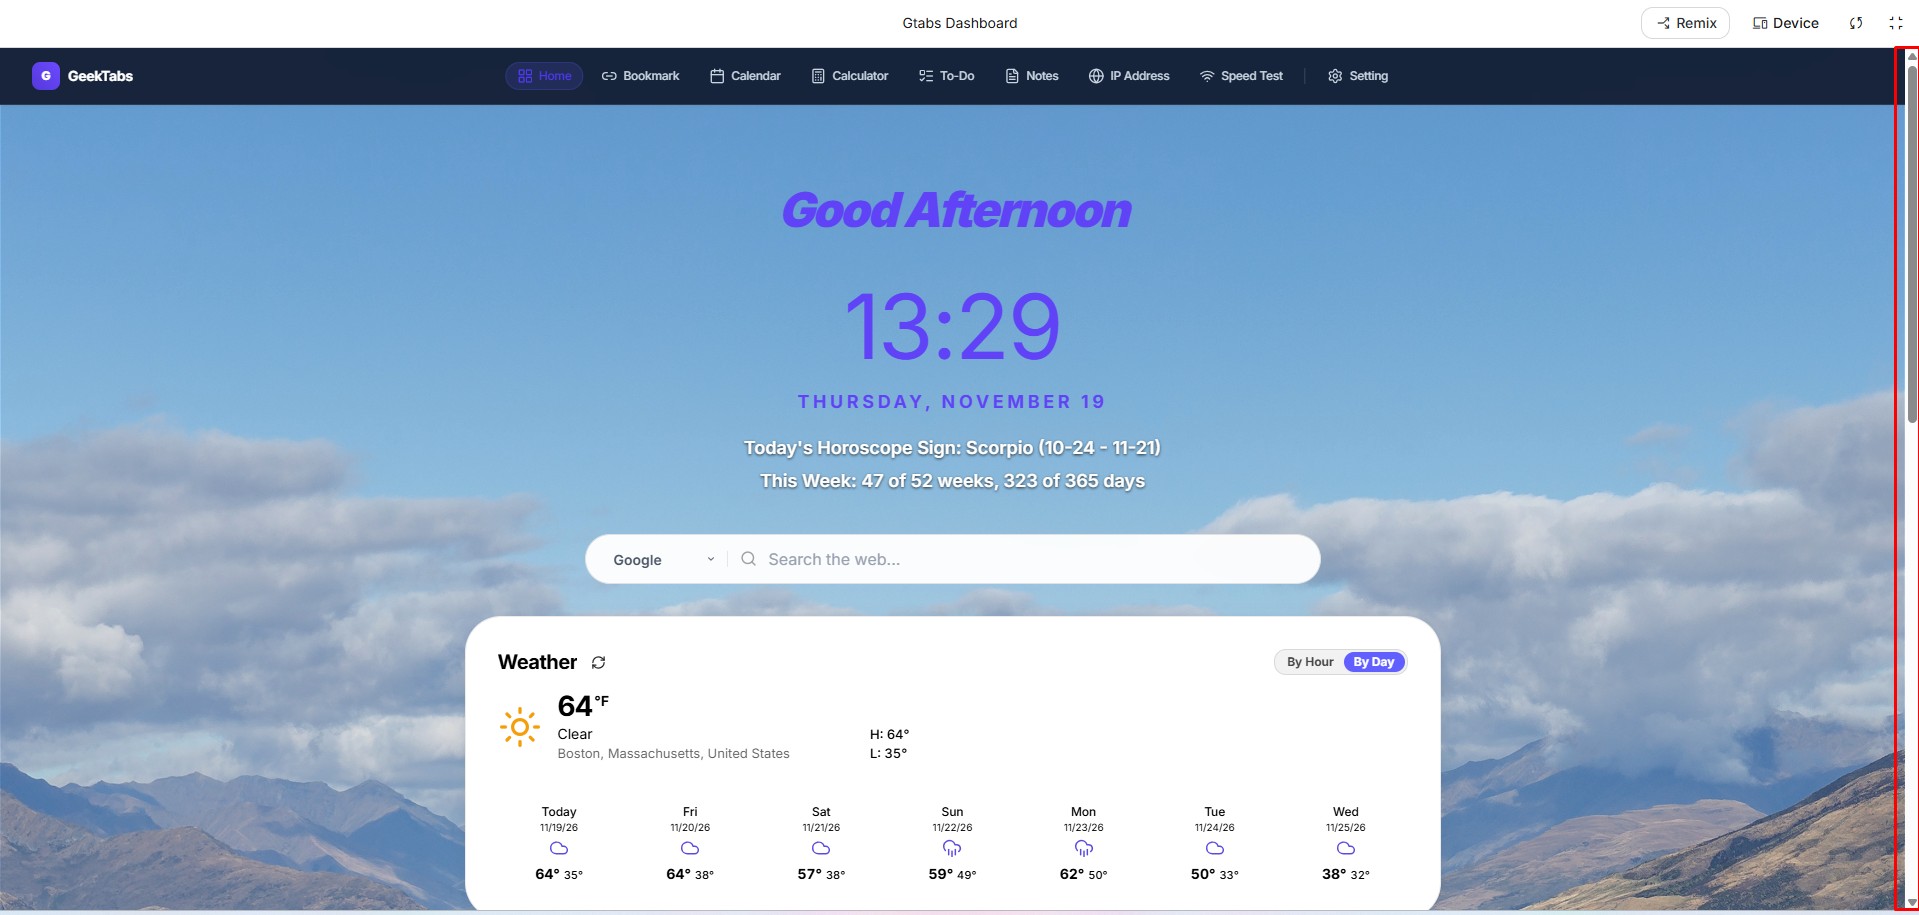 Gtabs Dashboard
Remix
Device
G
GeekTabs
Home
Bookmark
Calendar
Calculator
To-Do
Notes
IP Address
Speed Test
Setting
Good Afternoon
13:29
THURSDAY, NOVEMBER 19
Today's Horoscope Sign: Scorpio (10-24 - 11-21)
This Week: 47 of 52 weeks, 323 of 365 days
Google
Search the web...
Weather
By Hour
By Day
64°F
Clear
Boston, Massachusetts, United States
H: 64°
L: 35°
Today Fri Sat Sun Mon Tue Wed
11/19/26 11/20/26 11/21/26 11/22/26 11/23/26 11/24/26 11/25/26
64° 35° 64° 38° 57° 38° 59° 49° 62° 50° 50° 33° 38° 32°